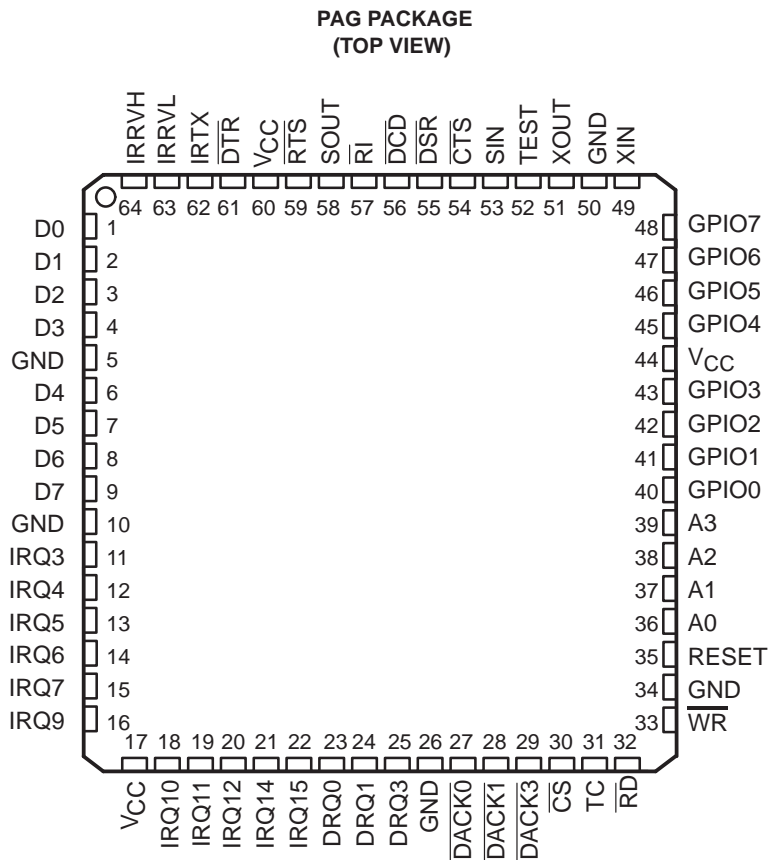 PAG PACKAGE
(TOP VIEW)
IRRVH
IRRVL
IRTX
DTR
VCC
RTS
SOUT
RI
DCD
DSR
CTS
SIN
TEST
XOUT
GND
XIN
64 63 62 61 60 59 58 57 56 55 54 53 52 51 50 49
D0 1
D1 2
D2 3
D3 4
GND 5
D4 6
D5 7
D6 8
D7 9
GND 10
IRQ3 11
IRQ4 12
IRQ5 13
IRQ6 14
IRQ7 15
IRQ9 16
48 GPIO7
47 GPIO6
46 GPIO5
45 GPIO4
44 VCC
43 GPIO3
42 GPIO2
41 GPIO1
40 GPIO0
39 A3
38 A2
37 A1
36 A0
35 RESET
34 GND
33 WR
17 18 19 20 21 22 23 24 25 26 27 28 29 30 31 32
VCC
IRQ10
IRQ11
IRQ12
IRQ14
IRQ15
DRQ0
DRQ1
DRQ3
GND
DACK0
DACK1
DACK3
CS
TC
RD